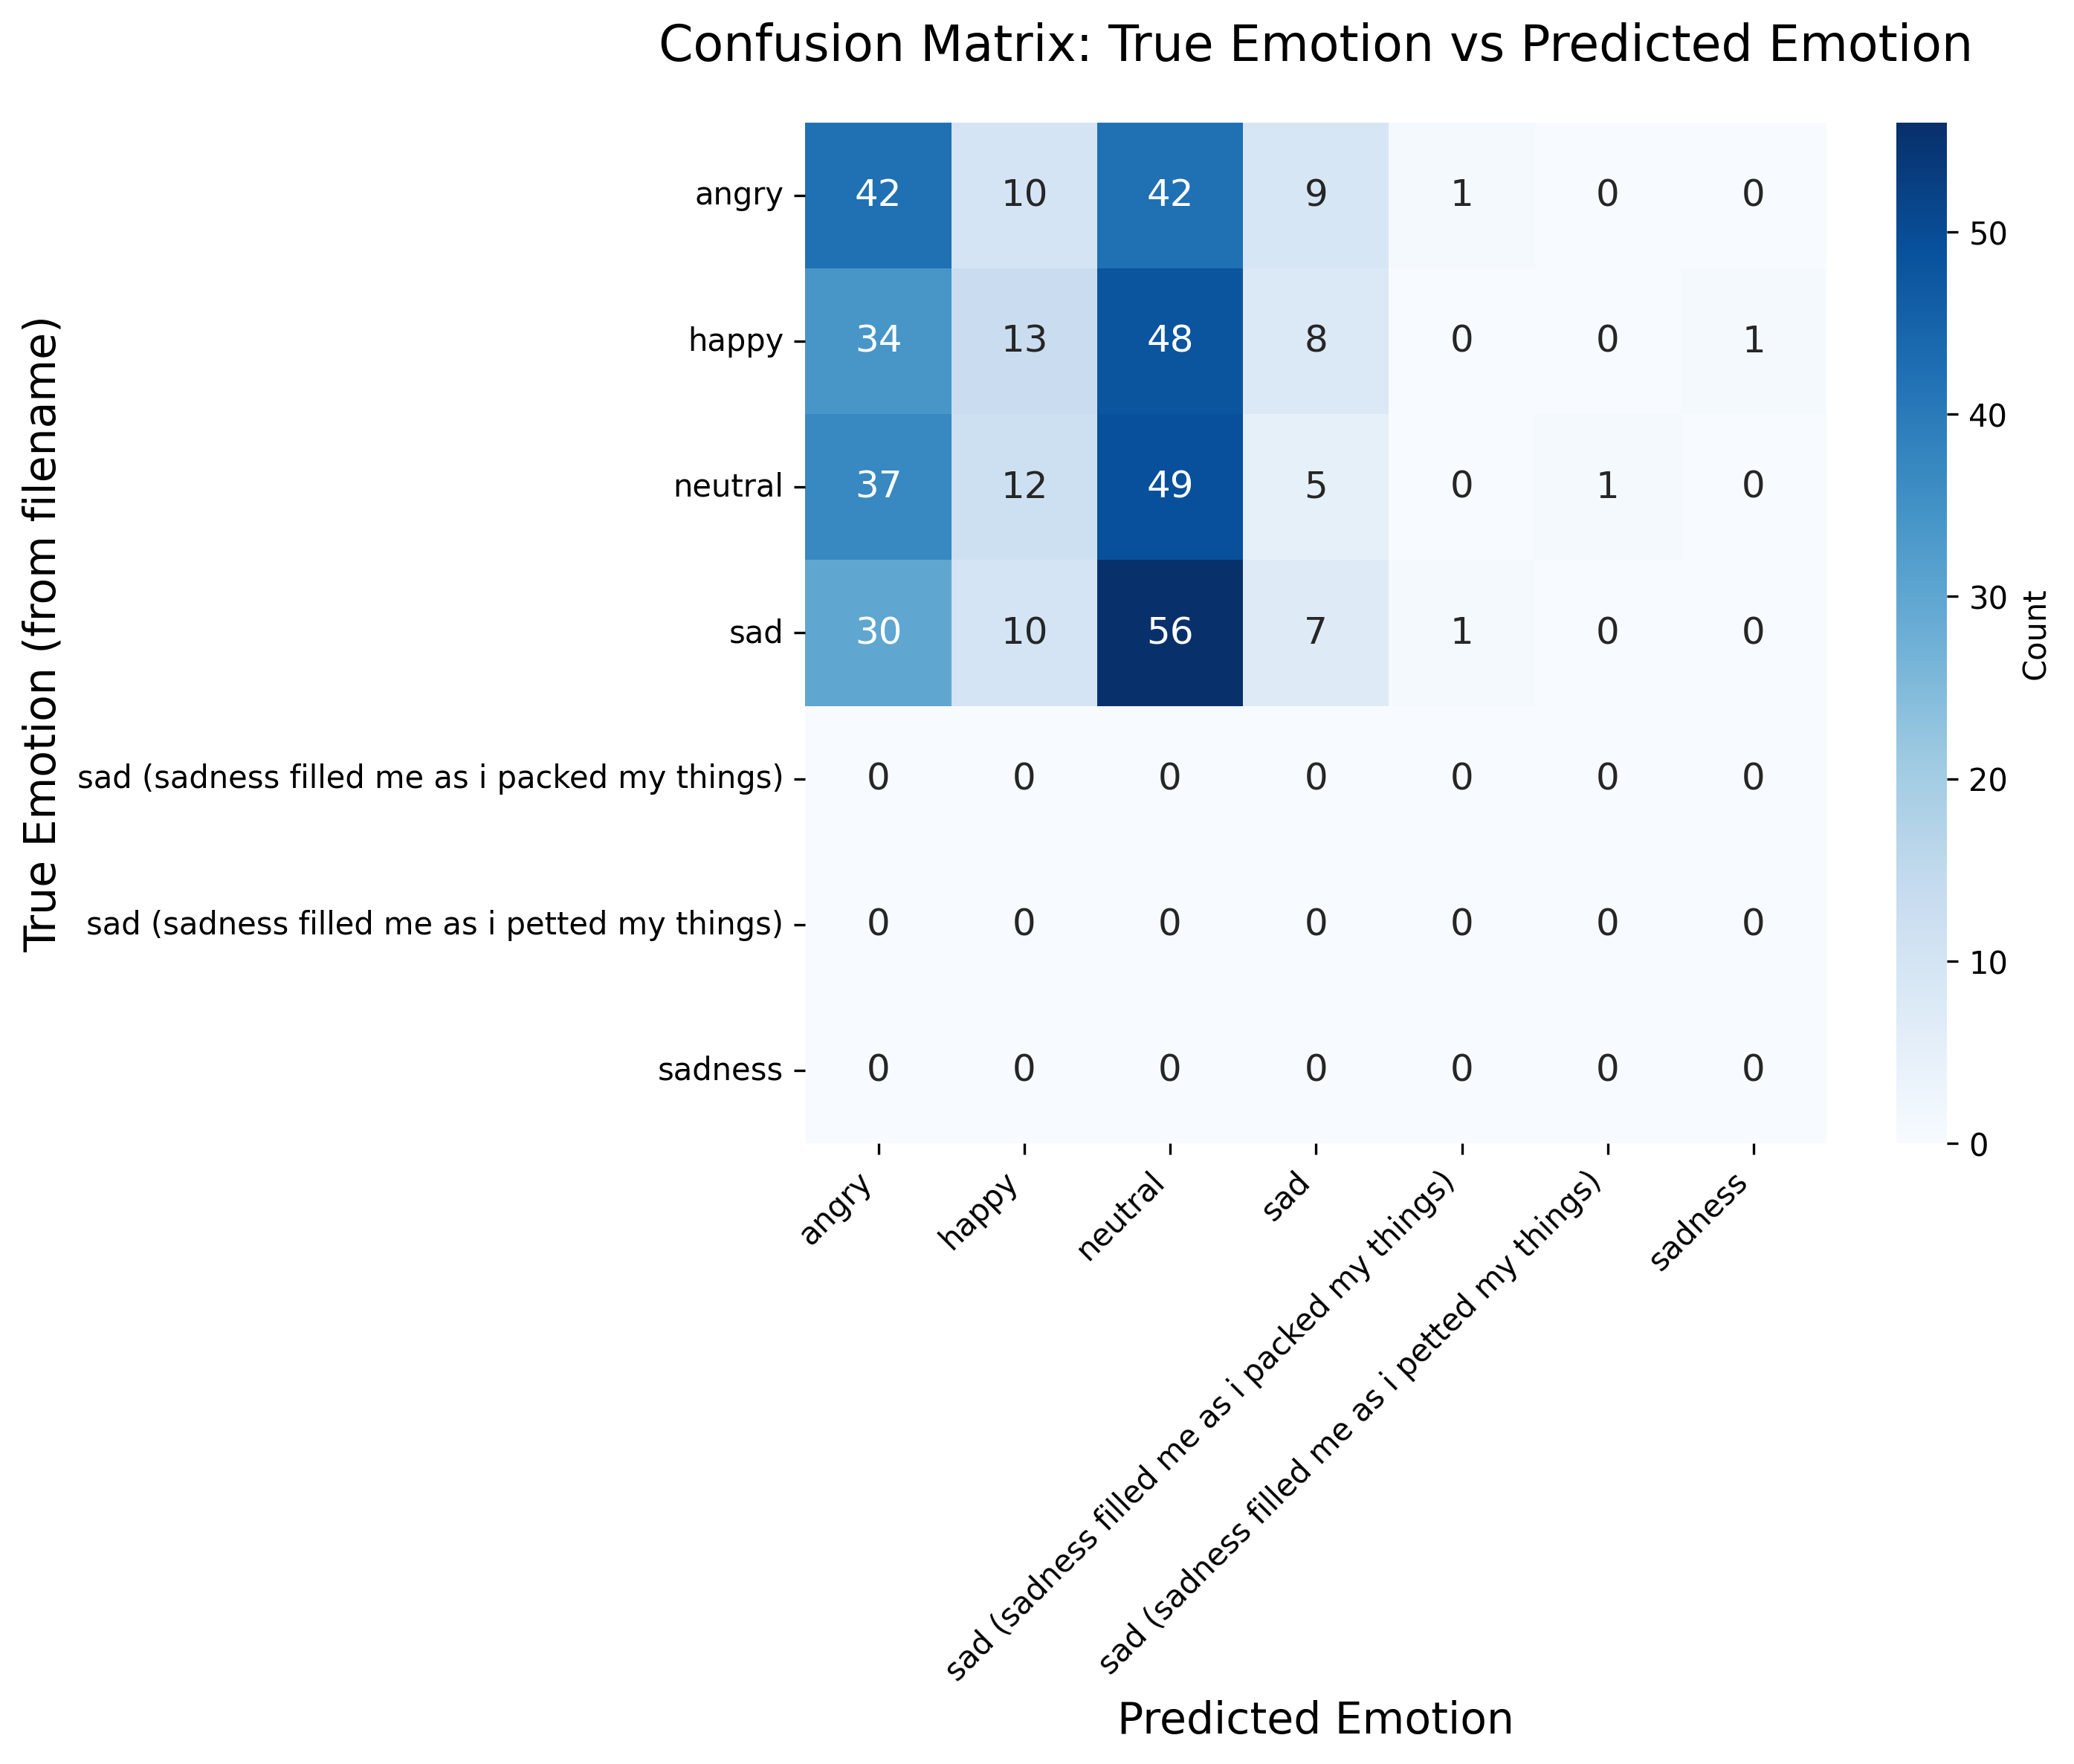 Confusion Matrix: True Emotion vs Predicted Emotion
True Emotion (from filename)
angry 42 10 42 9 1 0 0
happy 34 13 48 8 0 0 1
neutral 37 12 49 5 0 1 0
sad 30 10 56 7 1 0 0
sad (sadness filled me as i packed my things) 0 0 0 0 0 0 0
sad (sadness filled me as i petted my things) 0 0 0 0 0 0 0
sadness 0 0 0 0 0 0 0
angry
happy
neutral
sad
sad (sadness filled me as i packed my things)
sad (sadness filled me as i petted my things)
sadness
Predicted Emotion
50
40
30
20
10
0
Count